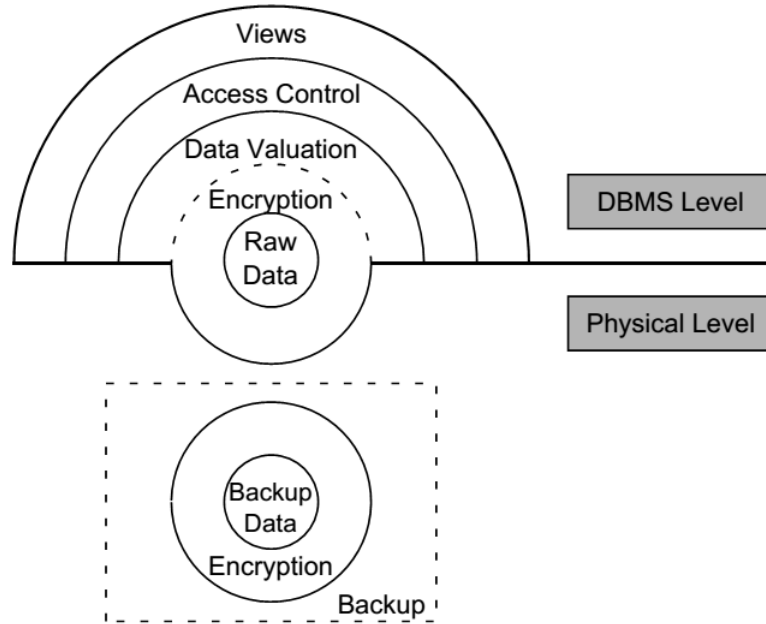 Views
Access Control
Data Valuation
Encryption
Raw
Data
DBMS Level
Physical Level
Backup
Data
Encryption
Backup